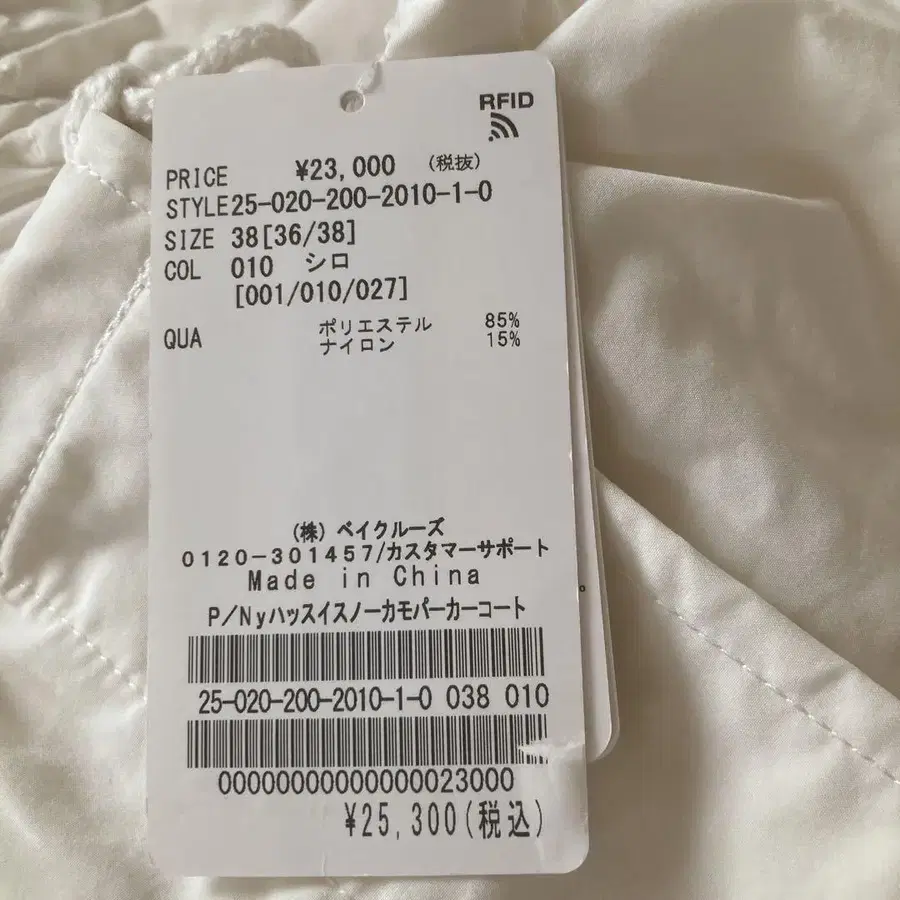 RFID
PRICE ¥23,000 (税抜)
STYLE 25-020-200-2010-1-0
SIZE 38[36/38]
COL 010 シロ
[001/010/027]
QUA ポリエステル 85%
ナイロン 15%
(株) ベイクルーズ
0120-301457/カスタマーサポート
Made in China
P/Nyハッスイスノーカモパーカーコート
25-020-200-2010-1-0 038 010
00000000000000023000
¥25,300(税込)